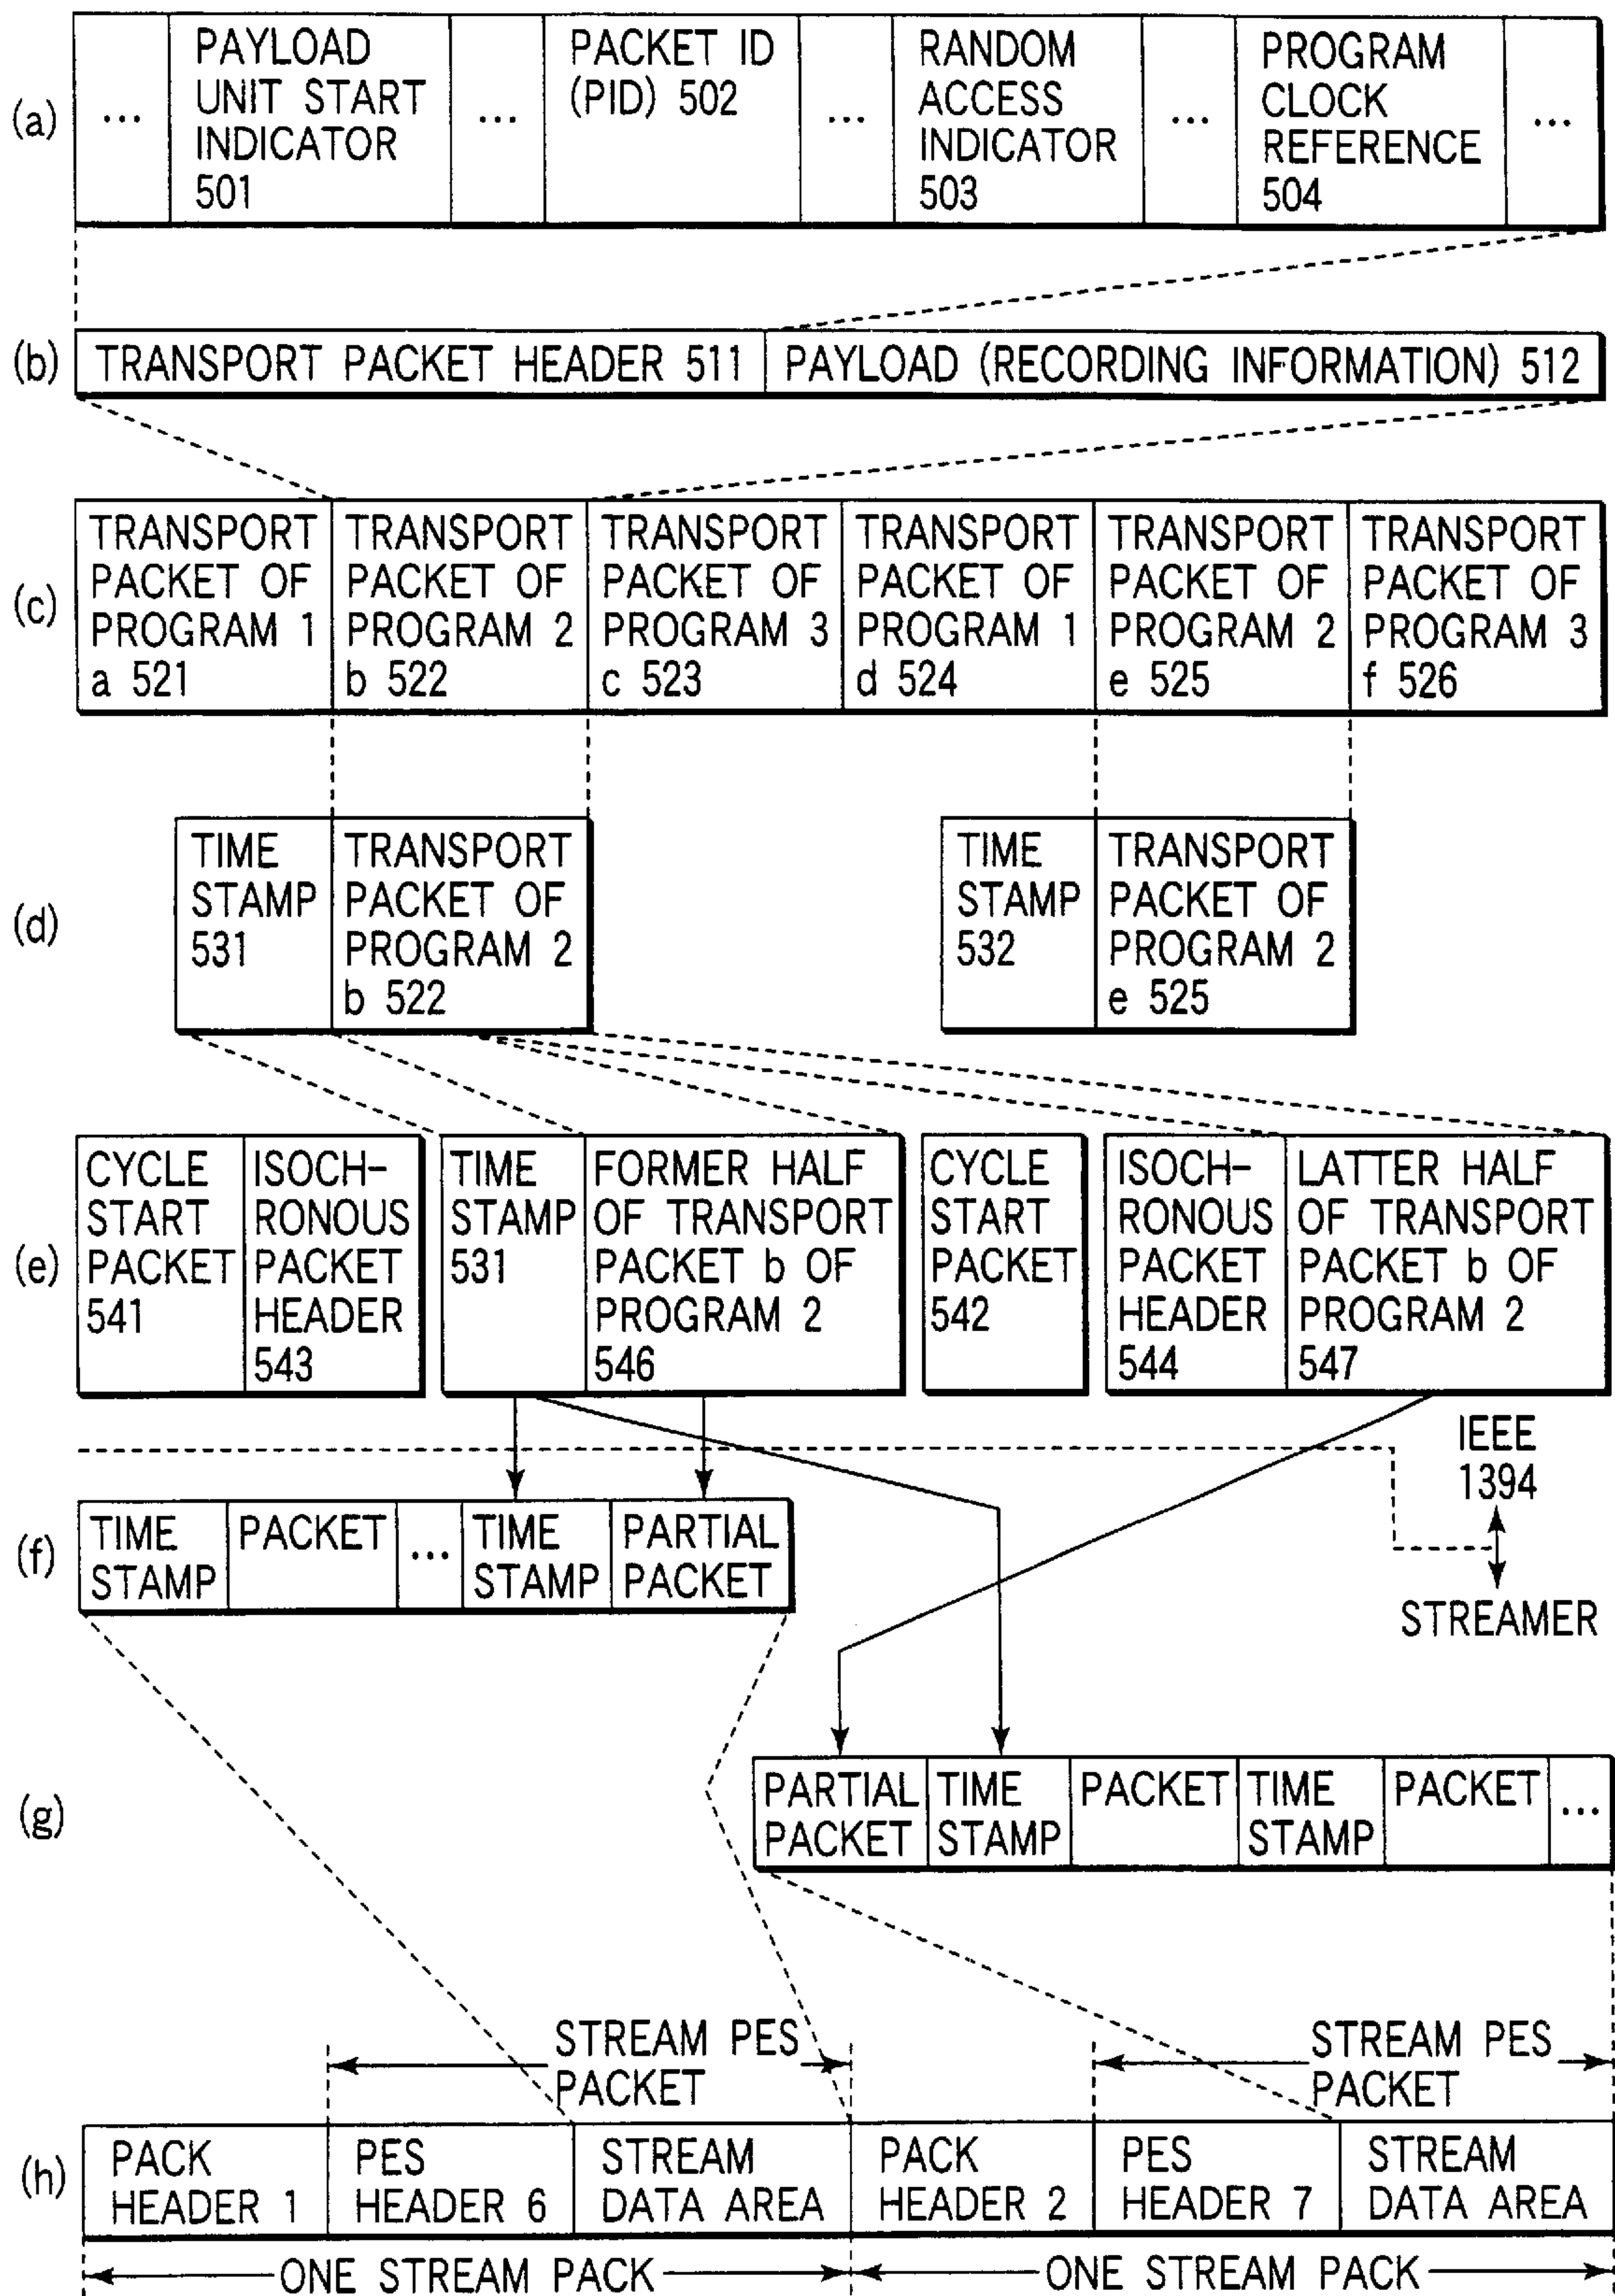 (a)
...
PAYLOAD
UNIT START
INDICATOR
501
...
PACKET ID
(PID) 502
...
RANDOM
ACCESS
INDICATOR
503
...
PROGRAM
CLOCK
REFERENCE
504
...
(b)
TRANSPORT PACKET HEADER 511
PAYLOAD (RECORDING INFORMATION) 512
(c)
TRANSPORT
PACKET OF
PROGRAM 1
a 521
TRANSPORT
PACKET OF
PROGRAM 2
b 522
TRANSPORT
PACKET OF
PROGRAM 3
c 523
TRANSPORT
PACKET OF
PROGRAM 1
d 524
TRANSPORT
PACKET OF
PROGRAM 2
e 525
TRANSPORT
PACKET OF
PROGRAM 3
f 526
(d)
TIME
STAMP
531
TRANSPORT
PACKET OF
PROGRAM 2
b 522
TIME
STAMP
532
TRANSPORT
PACKET OF
PROGRAM 2
e 525
(e)
CYCLE
START
PACKET
541
ISOCH-
RONOUS
PACKET
HEADER
543
TIME
STAMP
531
FORMER HALF
OF TRANSPORT
PACKET b OF
PROGRAM 2
546
CYCLE
START
PACKET
542
ISOCH-
RONOUS
PACKET
HEADER
544
LATTER HALF
OF TRANSPORT
PACKET b OF
PROGRAM 2
547
IEEE
1394
STREAMER
(f)
TIME
STAMP
PACKET
...
TIME
STAMP
PARTIAL
PACKET
(g)
PARTIAL
PACKET
TIME
STAMP
PACKET
TIME
STAMP
PACKET
...
STREAM PES
PACKET
STREAM PES
PACKET
(h)
PACK
HEADER 1
PES
HEADER 6
STREAM
DATA AREA
PACK
HEADER 2
PES
HEADER 7
STREAM
DATA AREA
ONE STREAM PACK
ONE STREAM PACK